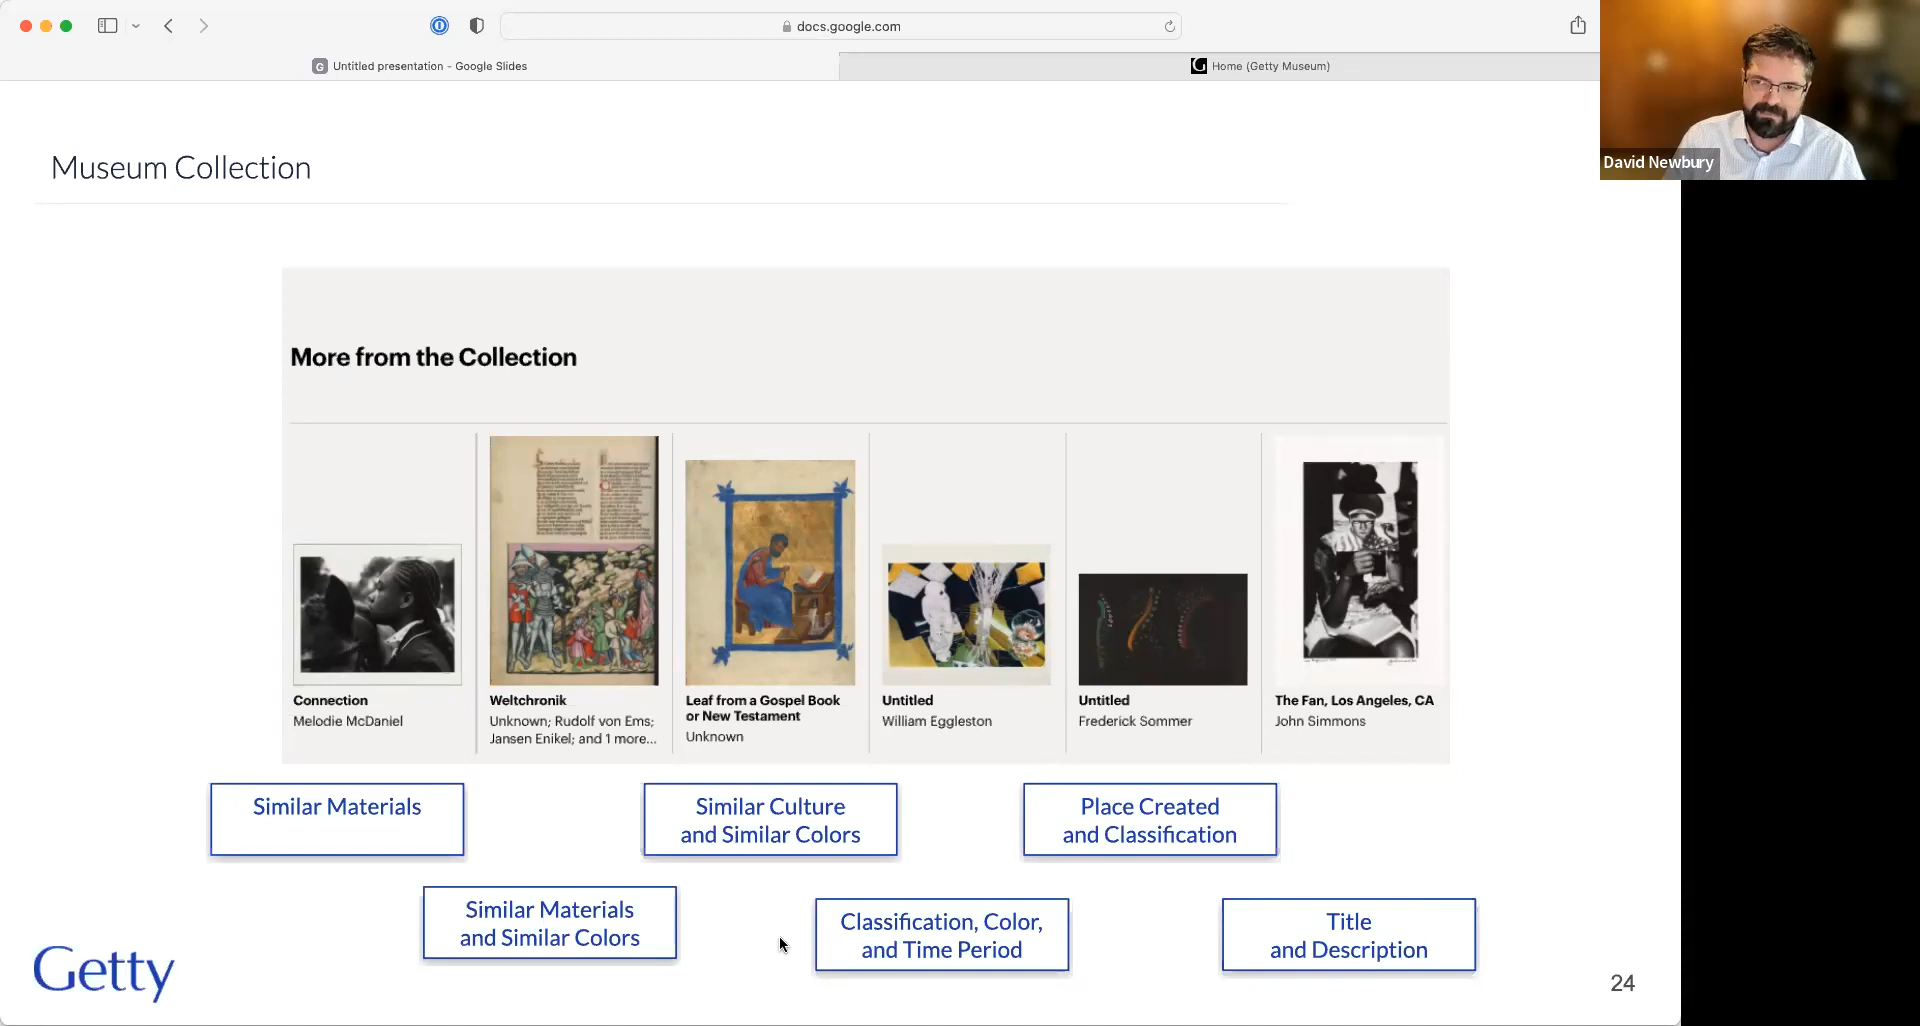 docs.google.com
Untitled presentation - Google Slides
Home (Getty Museum)
David Newbury
Museum Collection
More from the Collection
Connection
Melodie McDaniel
Weltchronik
Unknown; Rudolf von Ems;
Jansen Enikel; and 1 more...
Leaf from a Gospel Book
or New Testament
Unknown
Untitled
William Eggleston
Untitled
Frederick Sommer
The Fan, Los Angeles, CA
John Simmons
Similar Materials
Similar Culture
and Similar Colors
Place Created
and Classification
Similar Materials
and Similar Colors
Classification, Color,
and Time Period
Title
and Description
Getty
24